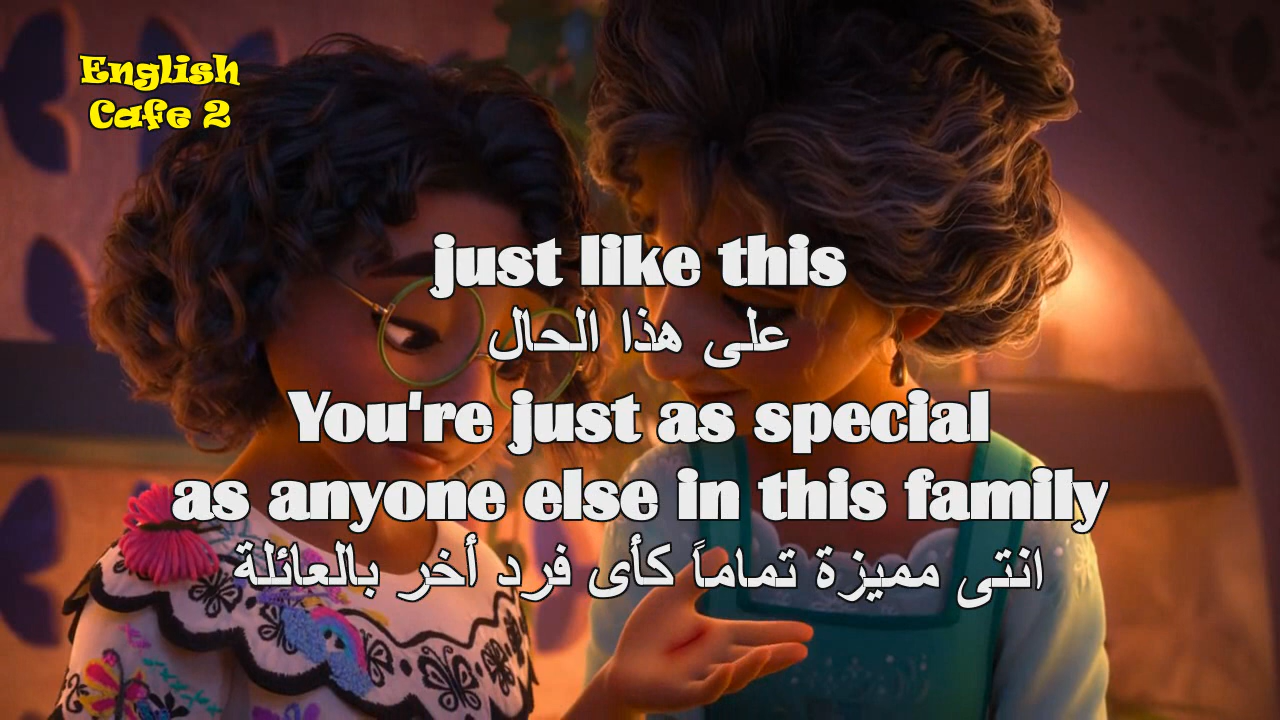 English
Cafe 2
just like this
على هذا الحال
You're just as special
as anyone else in this family
انتى مميزة تماماً كأى فرد أخر بالعائلة